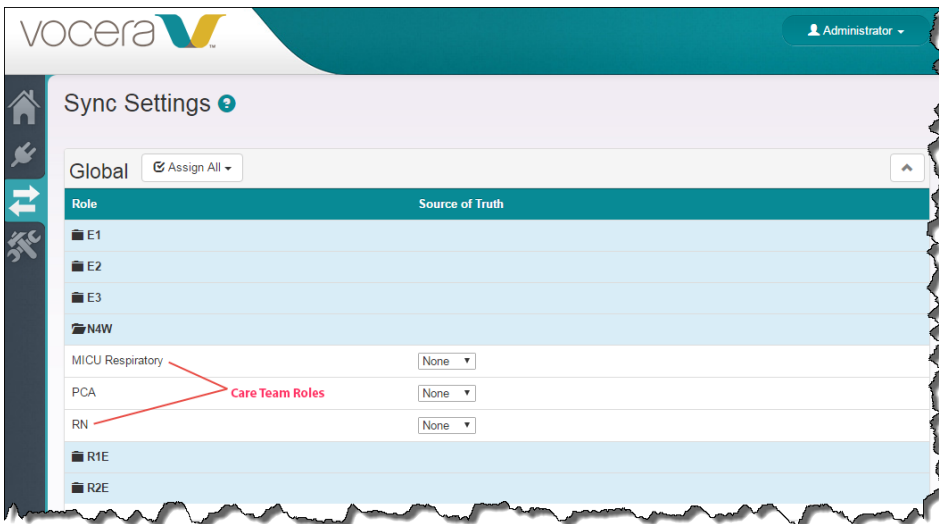 vocera
Administrator
Sync Settings ?
Global Assign All
Role Source of Truth
E1
E2
E3
N4W
MICU Respiratory None
PCA Care Team Roles None
RN None
R1E
R2E